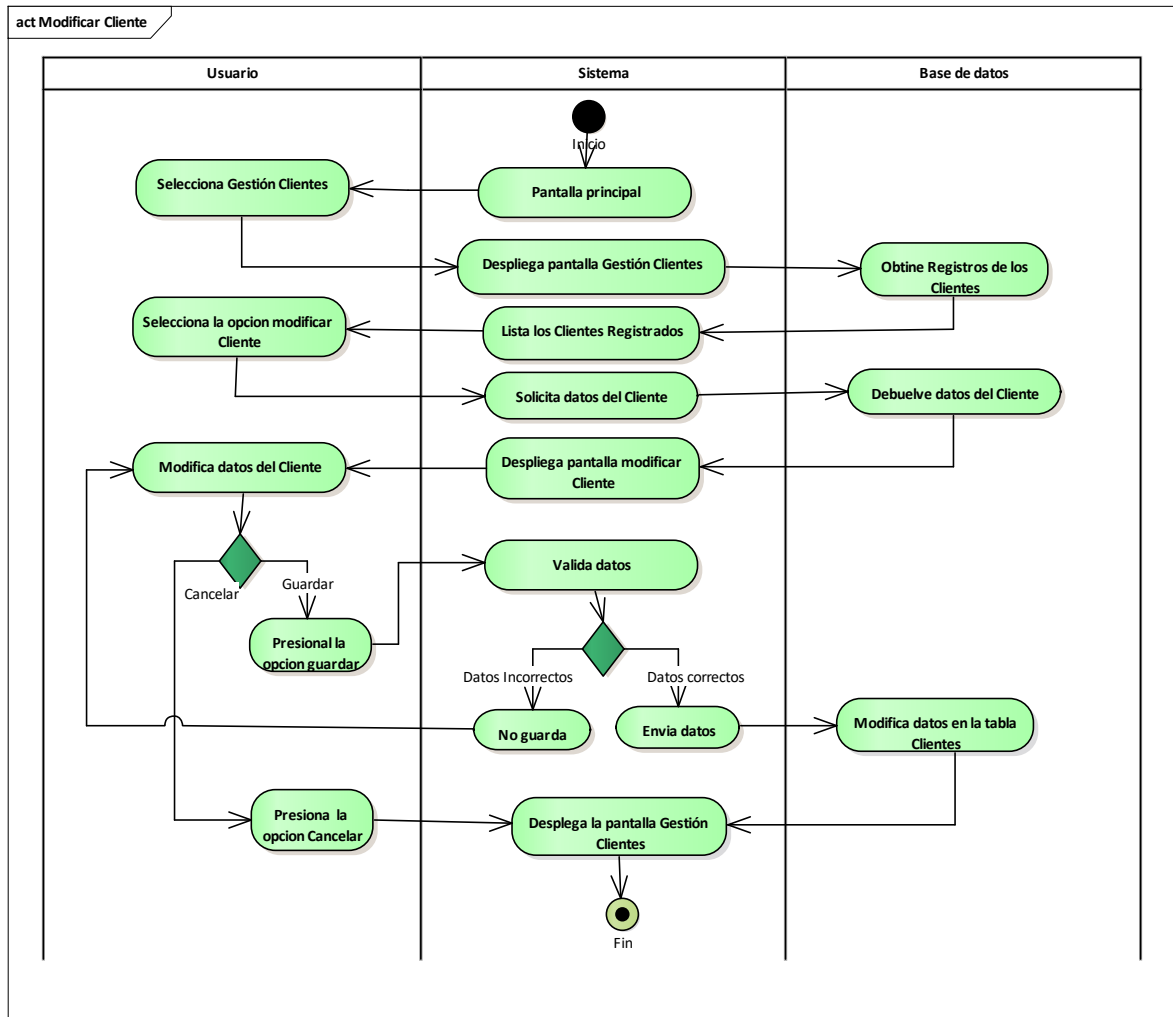 act Modificar Cliente
Usuario
Sistema
Base de datos
Inicio
Selecciona Gestión Clientes
Pantalla principal
Despliega pantalla Gestión Clientes
Obtine Registros de los
Clientes
Selecciona la opcion modificar
Cliente
Lista los Clientes Registrados
Solicita datos del Cliente
Debuelve datos del Cliente
Modifica datos del Cliente
Despliega pantalla modificar
Cliente
Valida datos
Cancelar
Guardar
Presional la
opcion guardar
Datos Incorrectos
Datos correctos
No guarda
Envia datos
Modifica datos en la tabla
Clientes
Presiona la
opcion Cancelar
Desplega la pantalla Gestión
Clientes
Fin